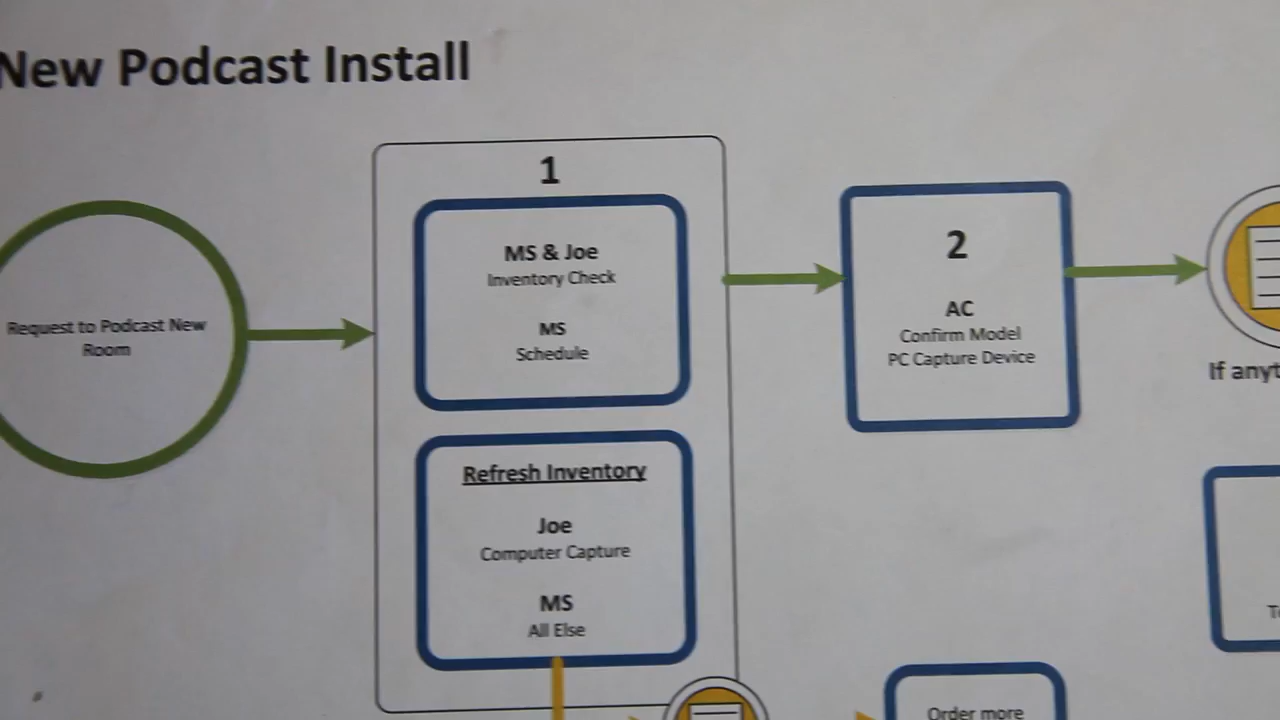 New Podcast Install
1
MS & Joe
Inventory Check
MS
Schedule
Request to Podcast New
Room
Refresh Inventory
Joe
Computer Capture
MS
All Else
2
AC
Confirm Model
PC Capture Device
If
Order more